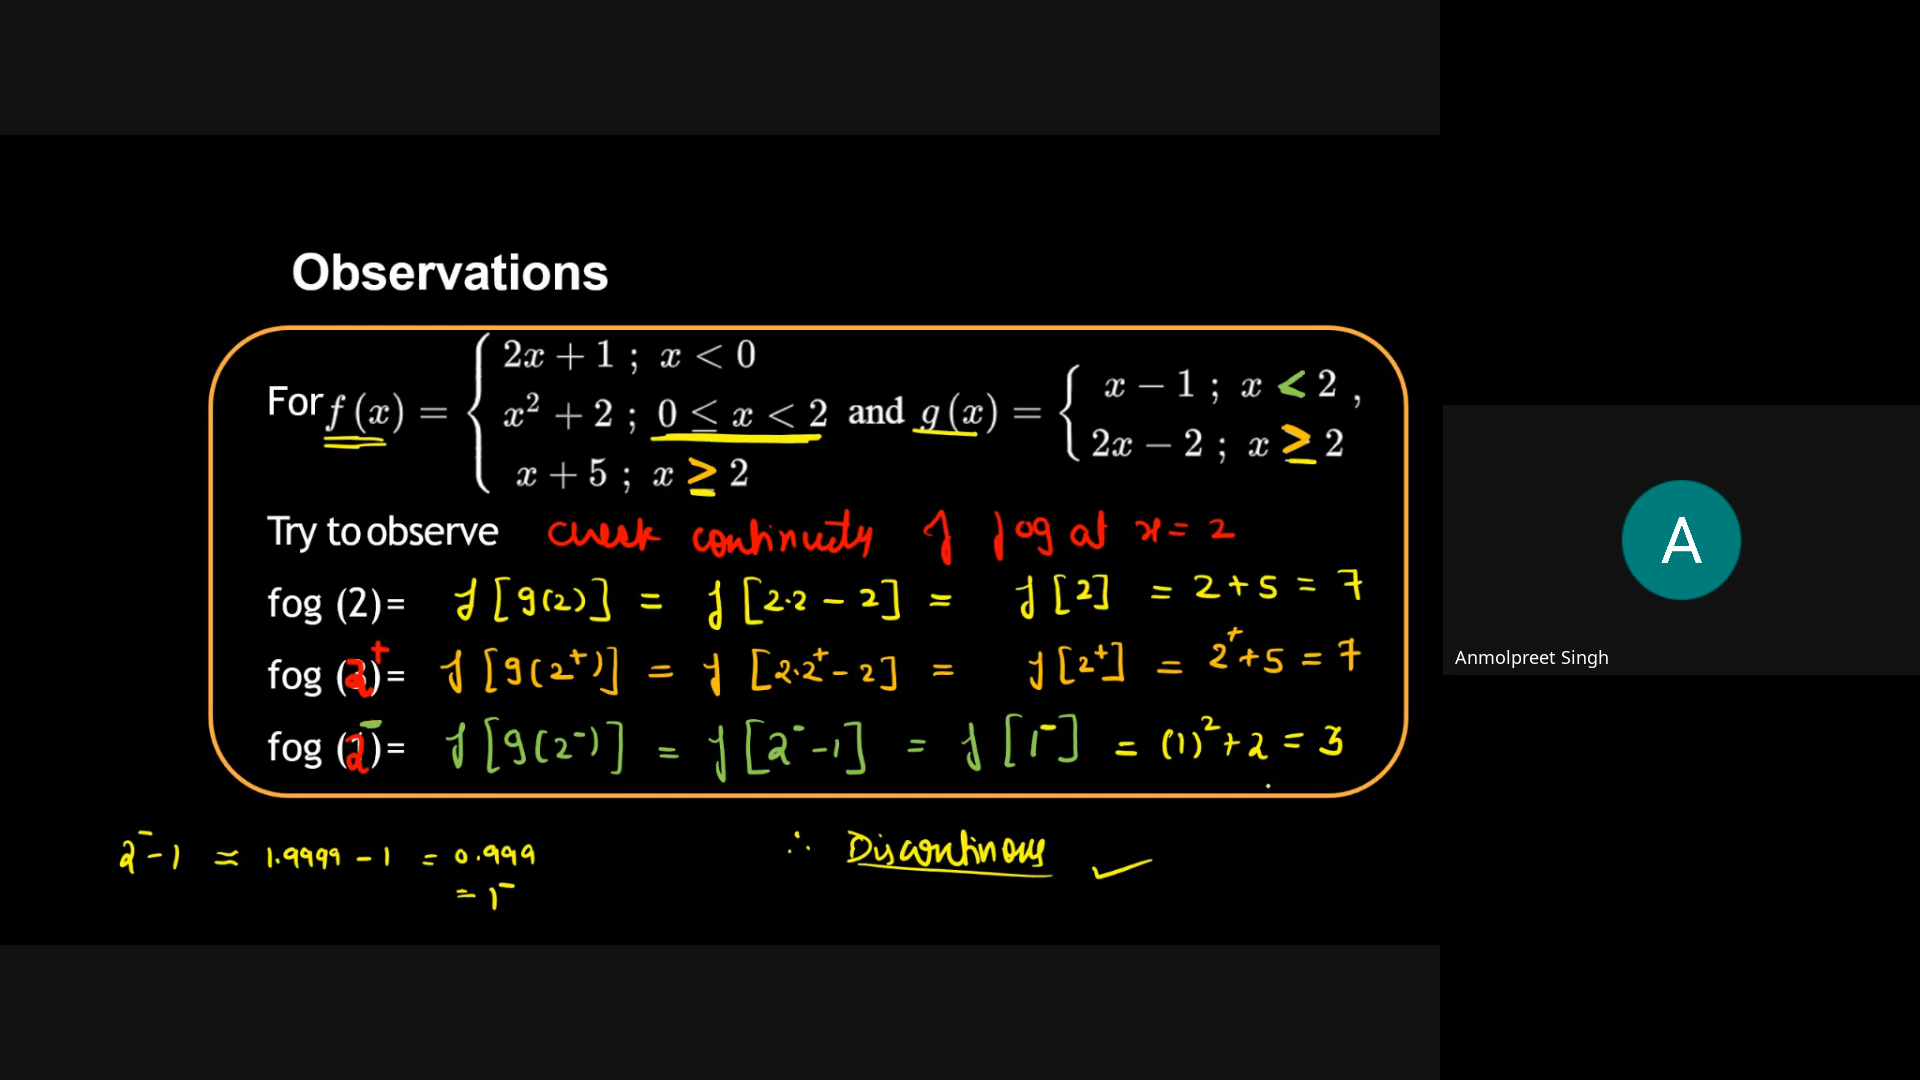 Observations
For f(x) = { 2x + 1 ; x < 0
x² + 2 ; 0 ≤ x < 2
x + 5 ; x ≥ 2
and g(x) = { x − 1 ; x < 2 ,
2x − 2 ; x ≥ 2
Try to observe check continuity of fog at x = 2
fog (2)= f[g(2)] = f[2·2 − 2] = f[2] = 2+5 = 7
fog (2⁺)= f[g(2⁺)] = f[2·2⁺ − 2] = f[2⁺] = 2⁺+5 = 7
fog (2⁻)= f[g(2⁻)] = f[2⁻ − 1] = f[1⁻] = (1)²+2 = 3
2⁻ − 1 = 1.9999 − 1 = 0.999
= 1⁻
∴ Discontinous ✓
A
Anmolpreet Singh